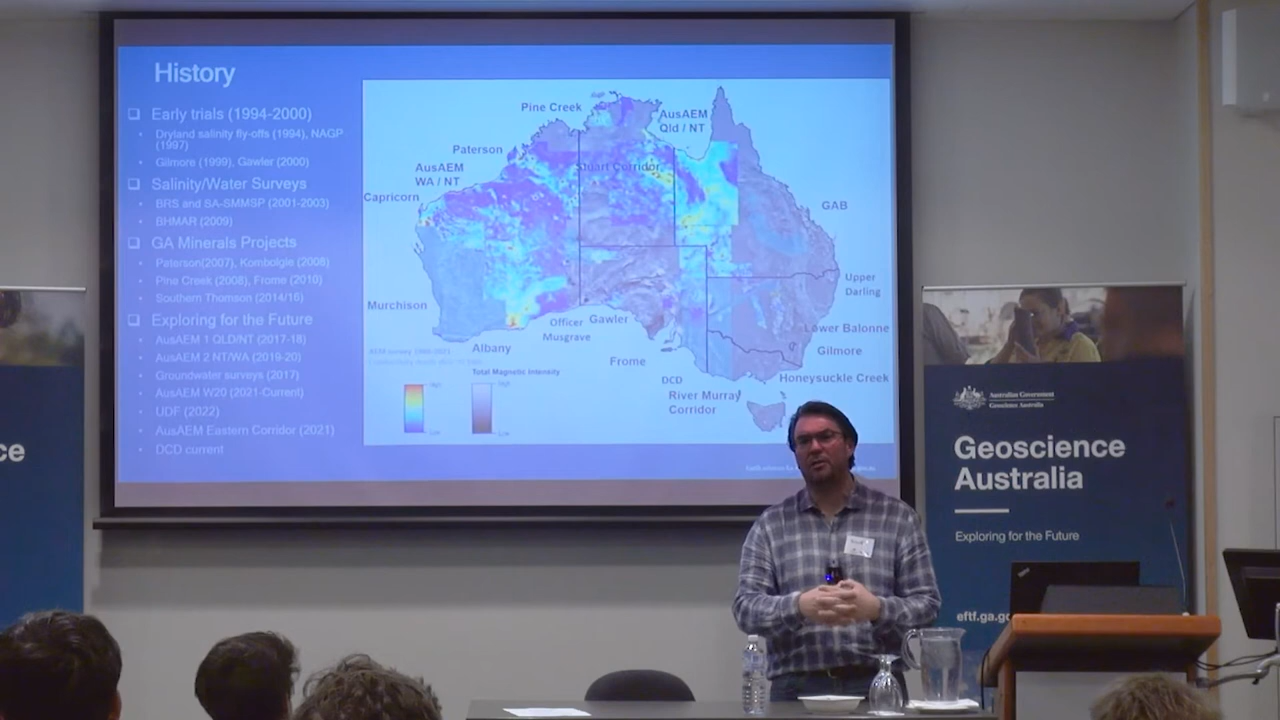 History
Early trials (1994-2000)
Dryland salinity fly-offs (1994), NAGP
(1997)
Gilmore (1999), Gawler (2000)
Salinity/Water Surveys
BRS and SA-SMMSP (2001-2003)
BHMAR (2009)
GA Minerals Projects
Paterson(2007), Kombolgie (2008)
Pine Creek (2008), Frome (2010)
Southern Thomson (2014/16)
Exploring for the Future
AusAEM 1 QLD/NT (2017-18)
AusAEM 2 NT/WA (2019-20)
Groundwater surveys (2017)
AusAEM W20 (2021-Current)
UDF (2022)
AusAEM Eastern Corridor (2021)
DCD current
Pine Creek
AusAEM
Qld / NT
Paterson
Stuart Corridor
AusAEM
WA / NT
Capricorn
GAB
Upper
Darling
Murchison
Officer
Musgrave
Gawler
Lower Balonne
Albany
Gilmore
Frome
Honeysuckle Creek
DCD
River Murray
Corridor
Total Magnetic Intensity
High
Low
High
Low
ce
Australian Government
Geoscience Australia
Geoscience
Australia
Exploring for the Future
eftf.ga.go